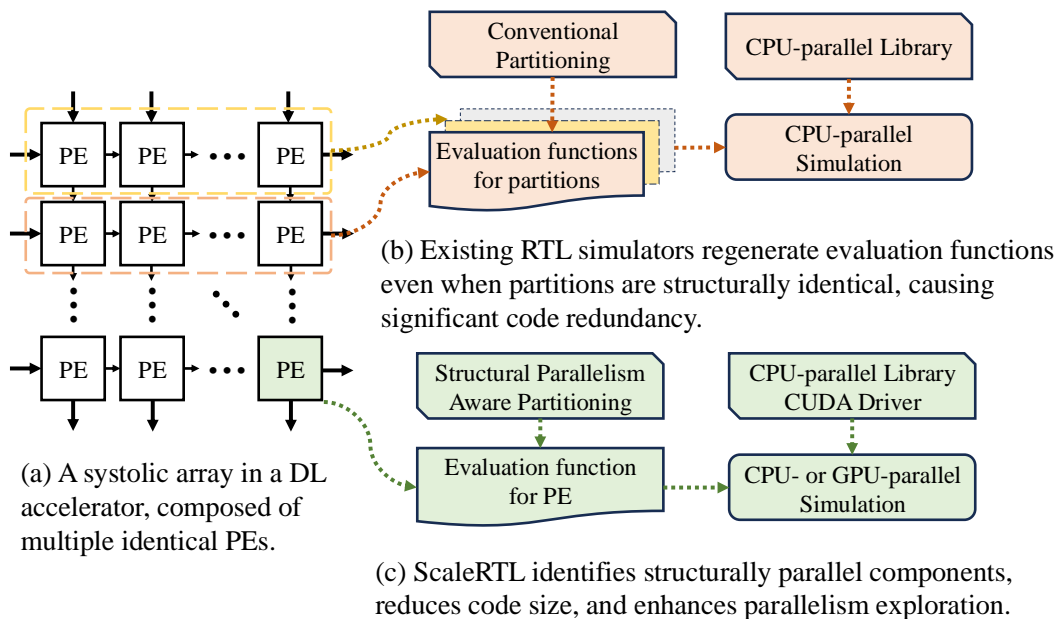 Conventional
Partitioning
CPU-parallel Library
PE PE PE
Evaluation functions
for partitions
CPU-parallel
Simulation
PE PE PE
(b) Existing RTL simulators regenerate evaluation functions
even when partitions are structurally identical, causing
significant code redundancy.
PE PE PE
Structural Parallelism
Aware Partitioning
CPU-parallel Library
CUDA Driver
Evaluation function
for PE
CPU- or GPU-parallel
Simulation
(a) A systolic array in a DL
accelerator, composed of
multiple identical PEs.
(c) ScaleRTL identifies structurally parallel components,
reduces code size, and enhances parallelism exploration.